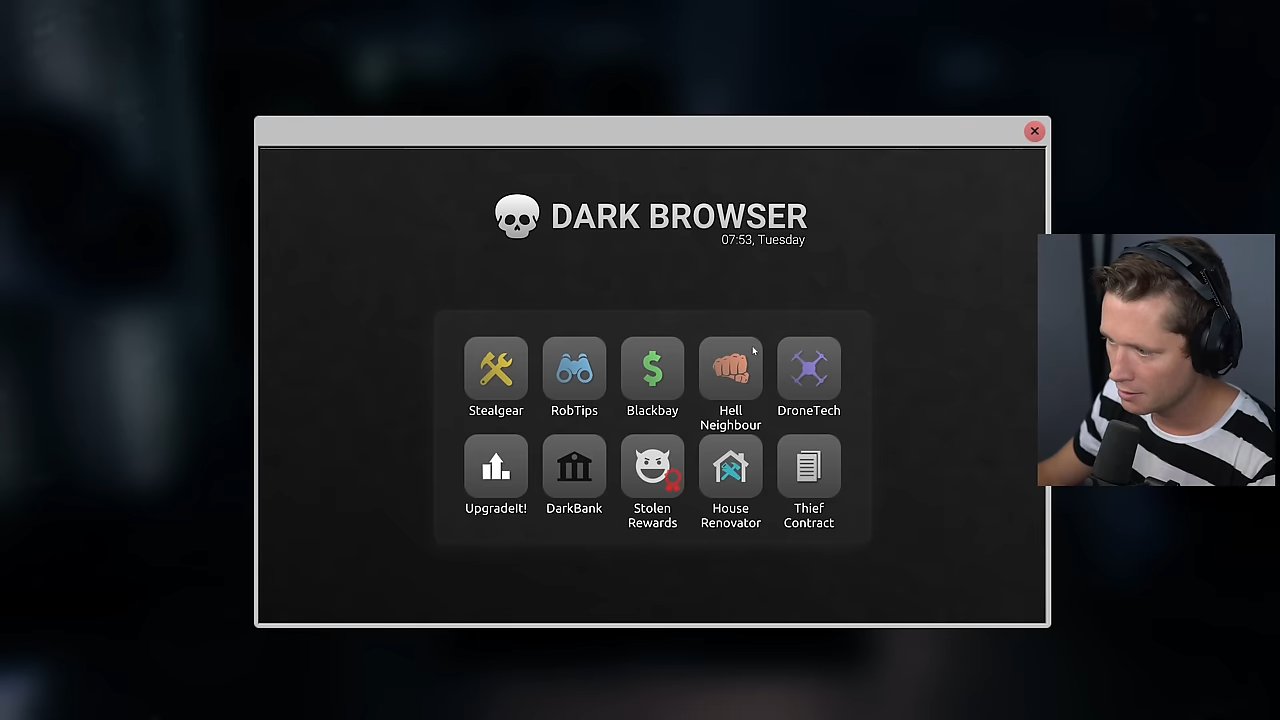 DARK BROWSER
07:53, Tuesday
Stealgear
RobTips
Blackbay
Hell
Neighbour
DroneTech
UpgradeIt!
DarkBank
Stolen
Rewards
House
Renovator
Thief
Contract